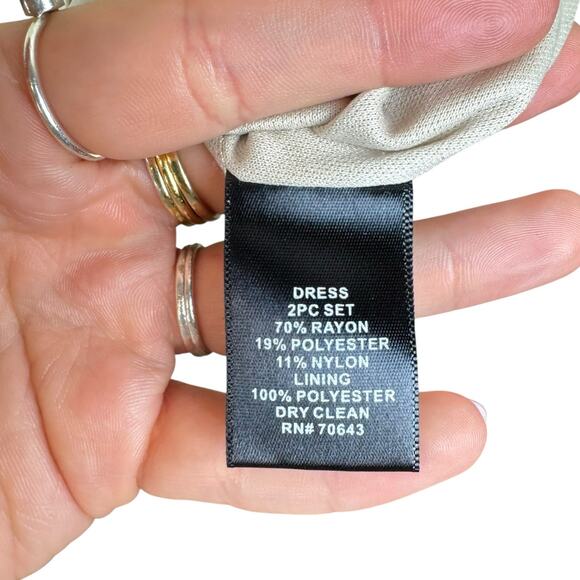 DRESS
2PC SET
70% RAYON
19% POLYESTER
11% NYLON
LINING
100% POLYESTER
DRY CLEAN
RN# 70643